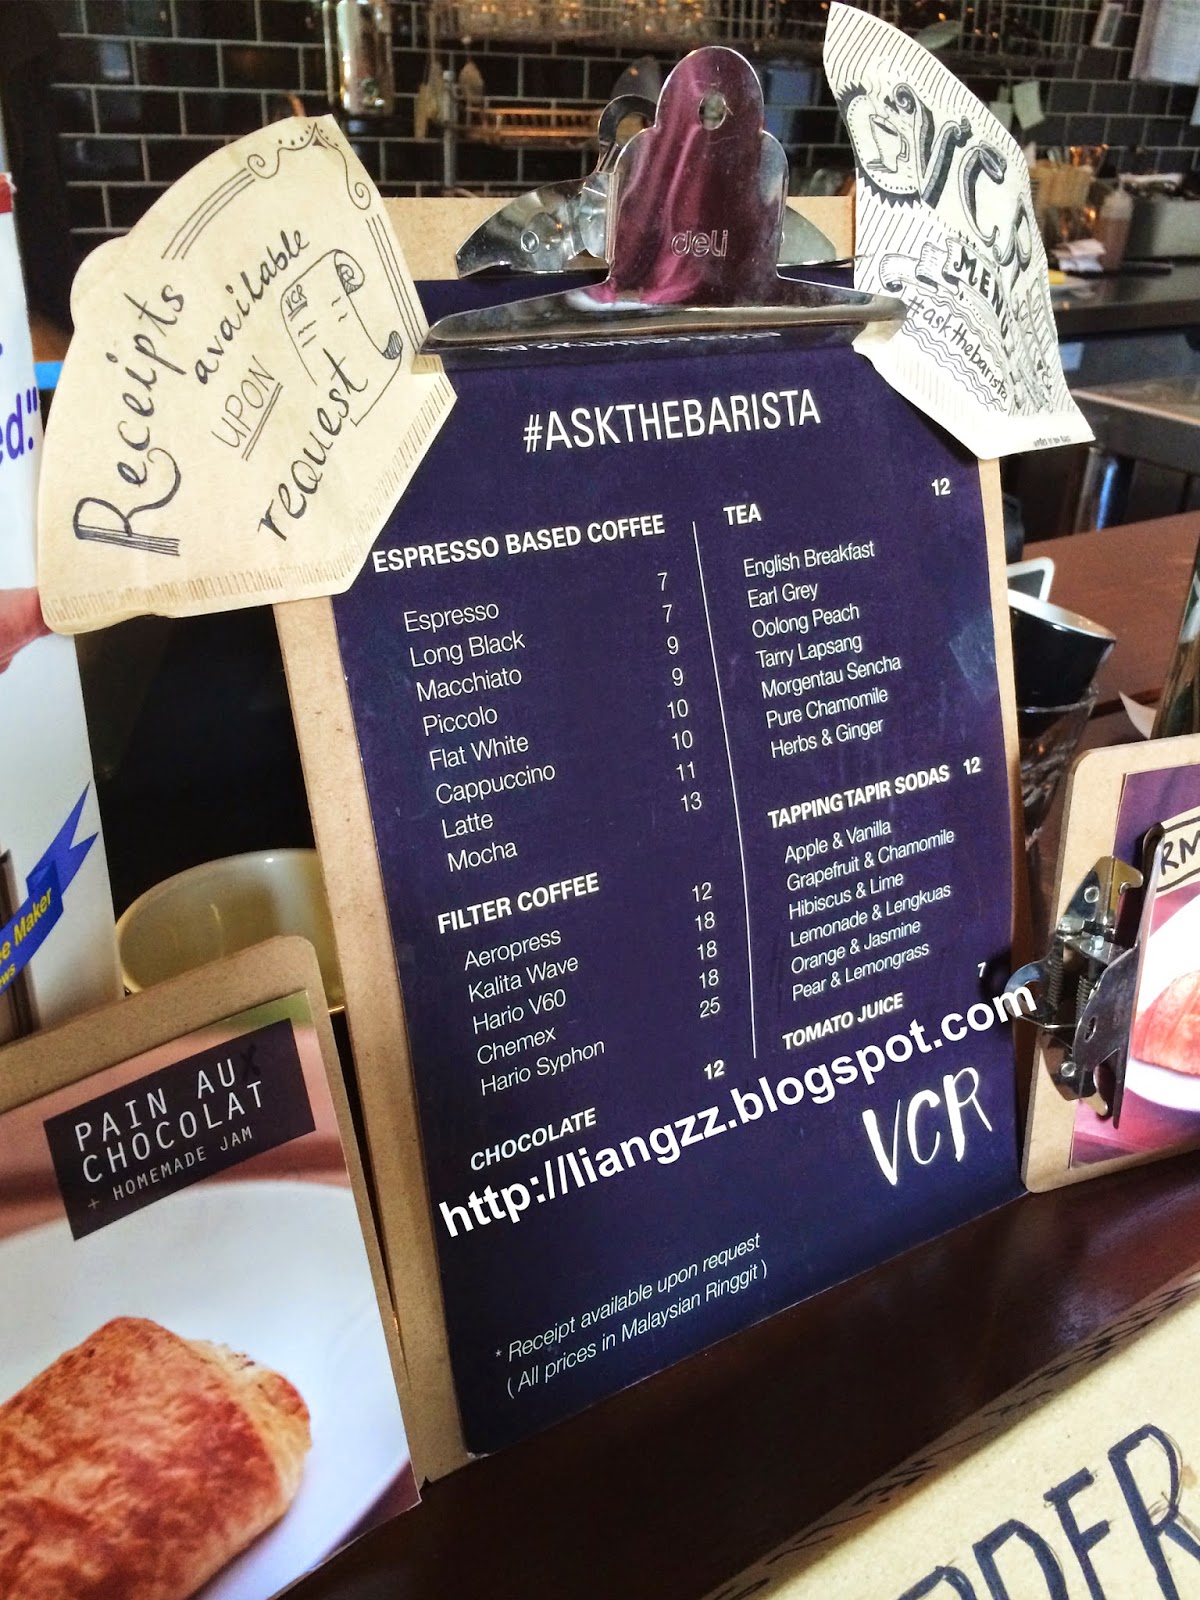 Receipts
available
UPON
request
VCR
deli
VCR
MENU
#askthebarista
#ASKTHEBARISTA
ESPRESSO BASED COFFEE
Espresso 7
Long Black 7
Macchiato 9
Piccolo 9
Flat White 10
Cappuccino 10
Latte 11
Mocha 13
FILTER COFFEE
Aeropress 12
Kalita Wave 18
Hario V60 18
Chemex 18
Hario Syphon 25
CHOCOLATE 12
TEA 12
English Breakfast
Earl Grey
Oolong Peach
Tarry Lapsang
Morgentau Sencha
Pure Chamomile
Herbs & Ginger
TAPPING TAPIR SODAS 12
Apple & Vanilla
Grapefruit & Chamomile
Hibiscus & Lime
Lemonade & Lengkuas
Orange & Jasmine
Pear & Lemongrass
TOMATO JUICE 7
VCR
* Receipt available upon request
( All prices in Malaysian Ringgit )
http://liangzz.blogspot.com
PAIN AUX
CHOCOLAT
+ HOMEMADE JAM
RM
Maker